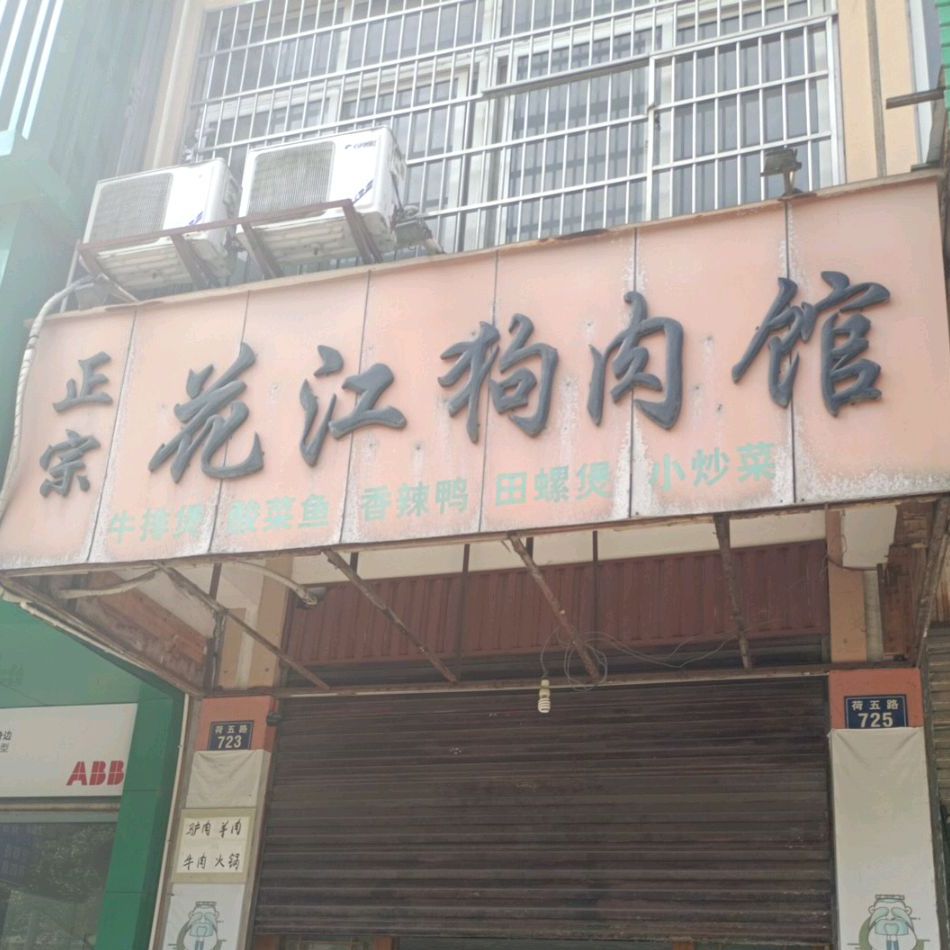 正宗
花江狗肉馆
牛排煲 酸菜鱼 香辣鸭 田螺煲 小炒菜
荷五路
723
荷五路
725
ABB
驴肉 羊肉
牛肉 火锅